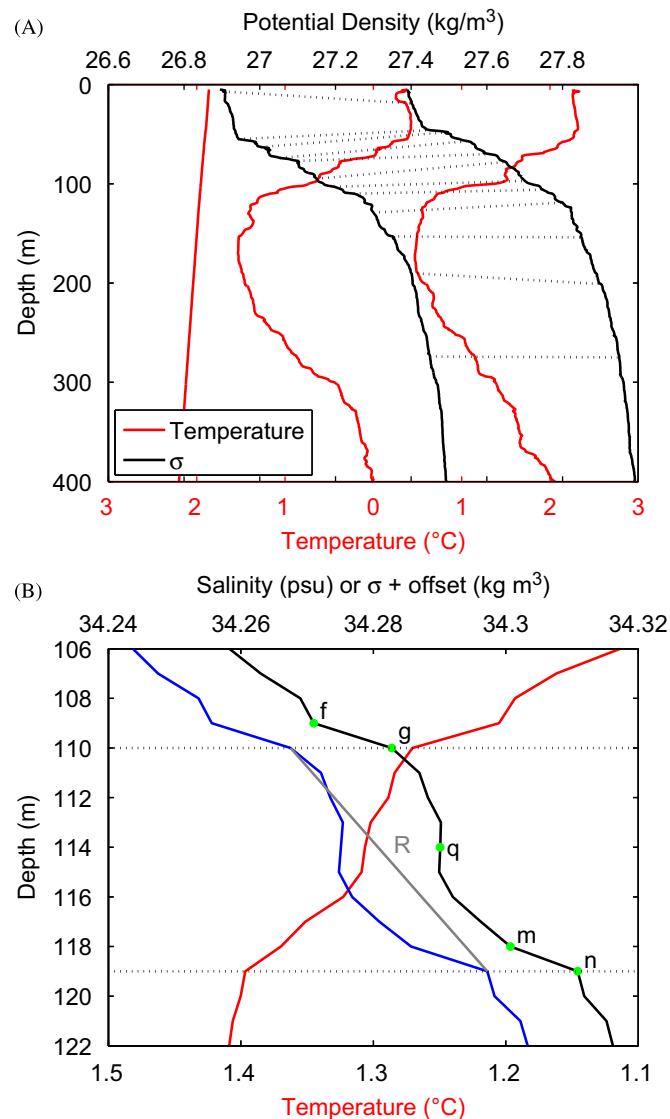 (A)
Potential Density (kg/m³)
26.6 26.8 27 27.2 27.4 27.6 27.8
0
100
200
300
400
Depth (m)
Temperature
σ
3 2 1 0 1 2 3
Temperature (°C)
(B)
Salinity (psu) or σ + offset (kg m³)
34.24 34.26 34.28 34.3 34.32
106
108
110
112
114
116
118
120
122
Depth (m)
f
g
R
q
m
n
1.5 1.4 1.3 1.2 1.1
Temperature (°C)